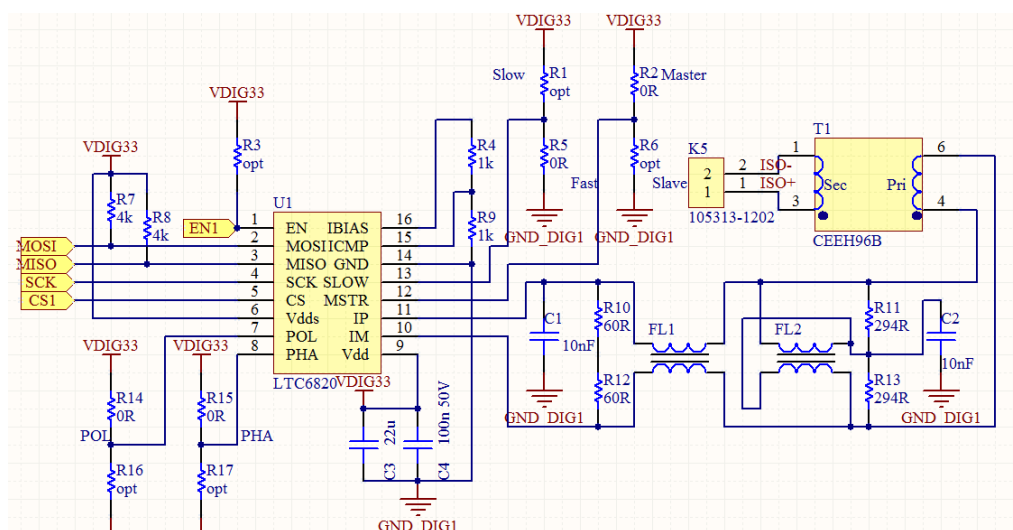 VDIG33 VDIG33
Slow R1 opt R2 0R Master
VDIG33
R3 opt
VDIG33
R4 1k
R5 0R
R6 opt
Fast Slave
K5
2 2 ISO-
1 1 ISO+
105313-1202
T1
1 6
Sec Pri
3 4
CEEH96B
R7 4k
R8 4k
R9 1k
GND_DIG1 GND_DIG1
U1
EN1 1 EN IBIAS 16
MOSI 2 MOSI ICMP 15
MISO 3 MISO GND 14
SCK 4 SCK SLOW 13
CS1 5 CS MSTR 12
6 Vdds IP 11
7 POL IM 10
8 PHA Vdd 9
LTC6820
C1 10nF
R10 60R
R12 60R
GND_DIG1
FL1 FL2
R11 294R
R13 294R
C2 10nF
GND_DIG1
VDIG33 VDIG33 VDIG33
R14 0R
R15 0R
POL PHA
R16 opt
R17 opt
C3 22u
C4 100n 50V
GND_DIG1